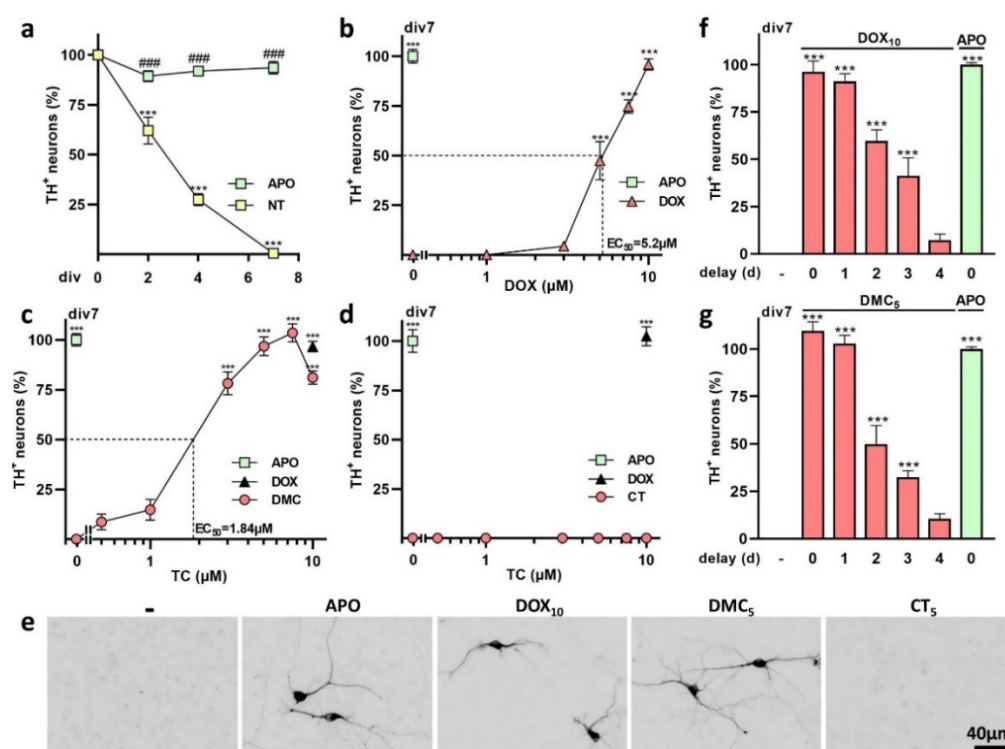 a
TH⁺ neurons (%)
100
75
50
25
### ### ###
*** *** ***
APO
NT
div 0 2 4 6 8
b
div7
TH⁺ neurons (%)
100
75
50
25
*** *** *** *** ***
APO
DOX
EC₅₀=5.2µM
0 1 10
DOX (µM)
f
div7
DOX₁₀ APO
TH⁺ neurons (%)
100
75
50
25
0
*** *** *** *** ***
delay (d) - 0 1 2 3 4 0
c
div7
TH⁺ neurons (%)
100
75
50
25
*** *** *** *** *** ***
APO
DOX
DMC
EC₅₀=1.84µM
0 1 10
TC (µM)
d
div7
TH⁺ neurons (%)
100
75
50
25
*** ***
APO
DOX
CT
0 1 10
TC (µM)
g
div7
DMC₅ APO
TH⁺ neurons (%)
100
75
50
25
0
*** *** *** *** ***
delay (d) - 0 1 2 3 4 0
e
- APO DOX₁₀ DMC₅ CT₅
40µm